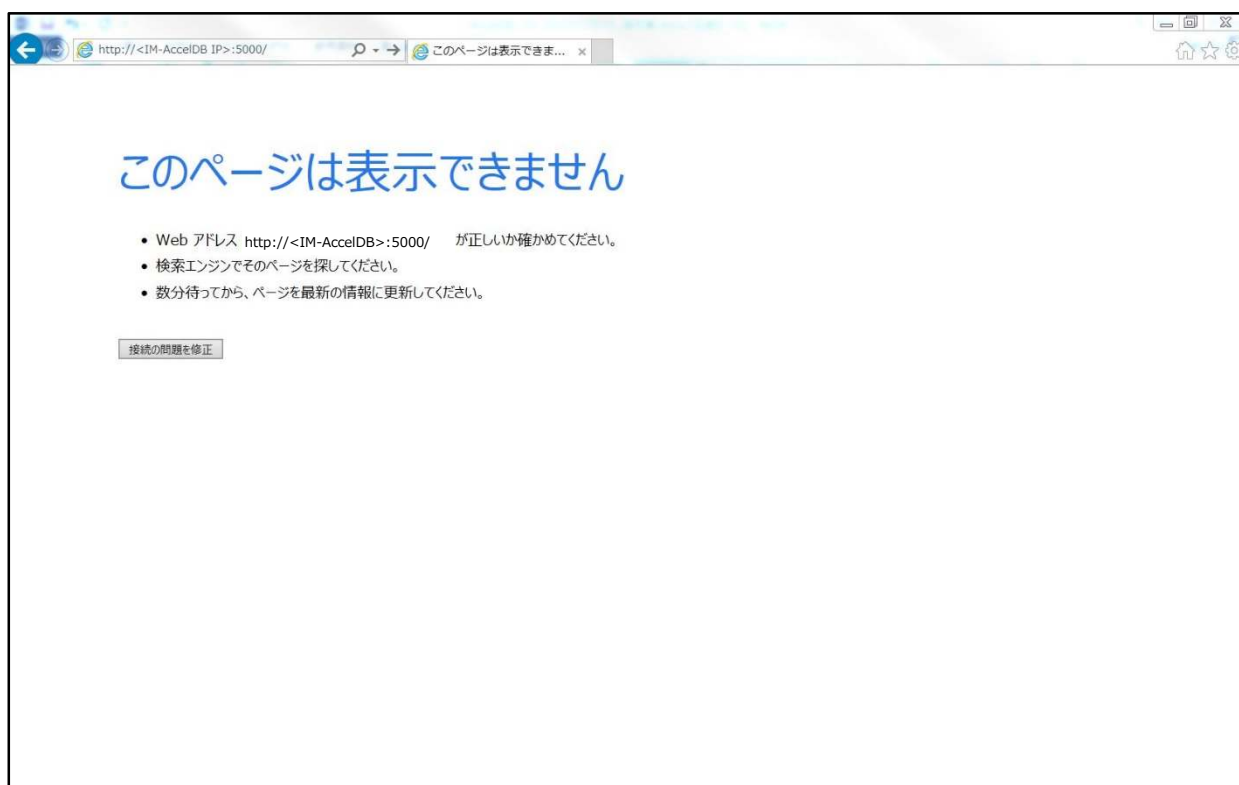 http://<IM-AccelDB IP>:5000/
このページは表示できま...
このページは表示できません
• Web アドレス http://<IM-AccelDB>:5000/ が正しいか確かめてください。
• 検索エンジンでそのページを探してください。
• 数分待ってから、ページを最新の情報に更新してください。
接続の問題を修正